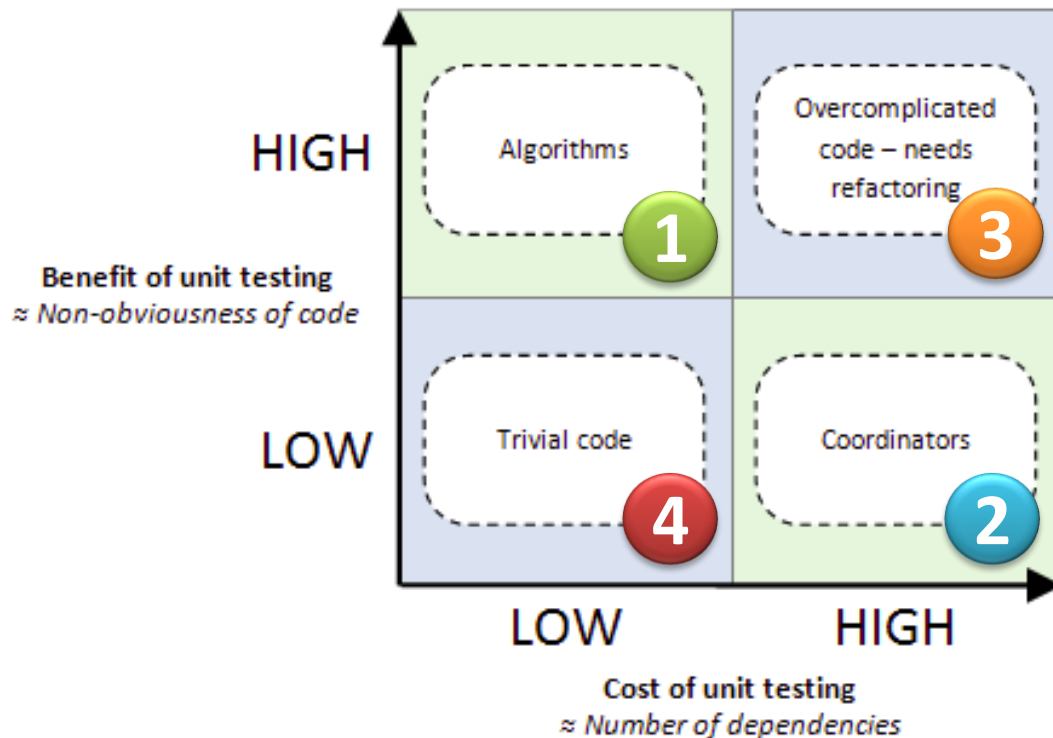 HIGH
Algorithms
1
Overcomplicated
code – needs
refactoring
3
Benefit of unit testing
≈ Non-obviousness of code
LOW
Trivial code
4
Coordinators
2
LOW
HIGH
Cost of unit testing
≈ Number of dependencies